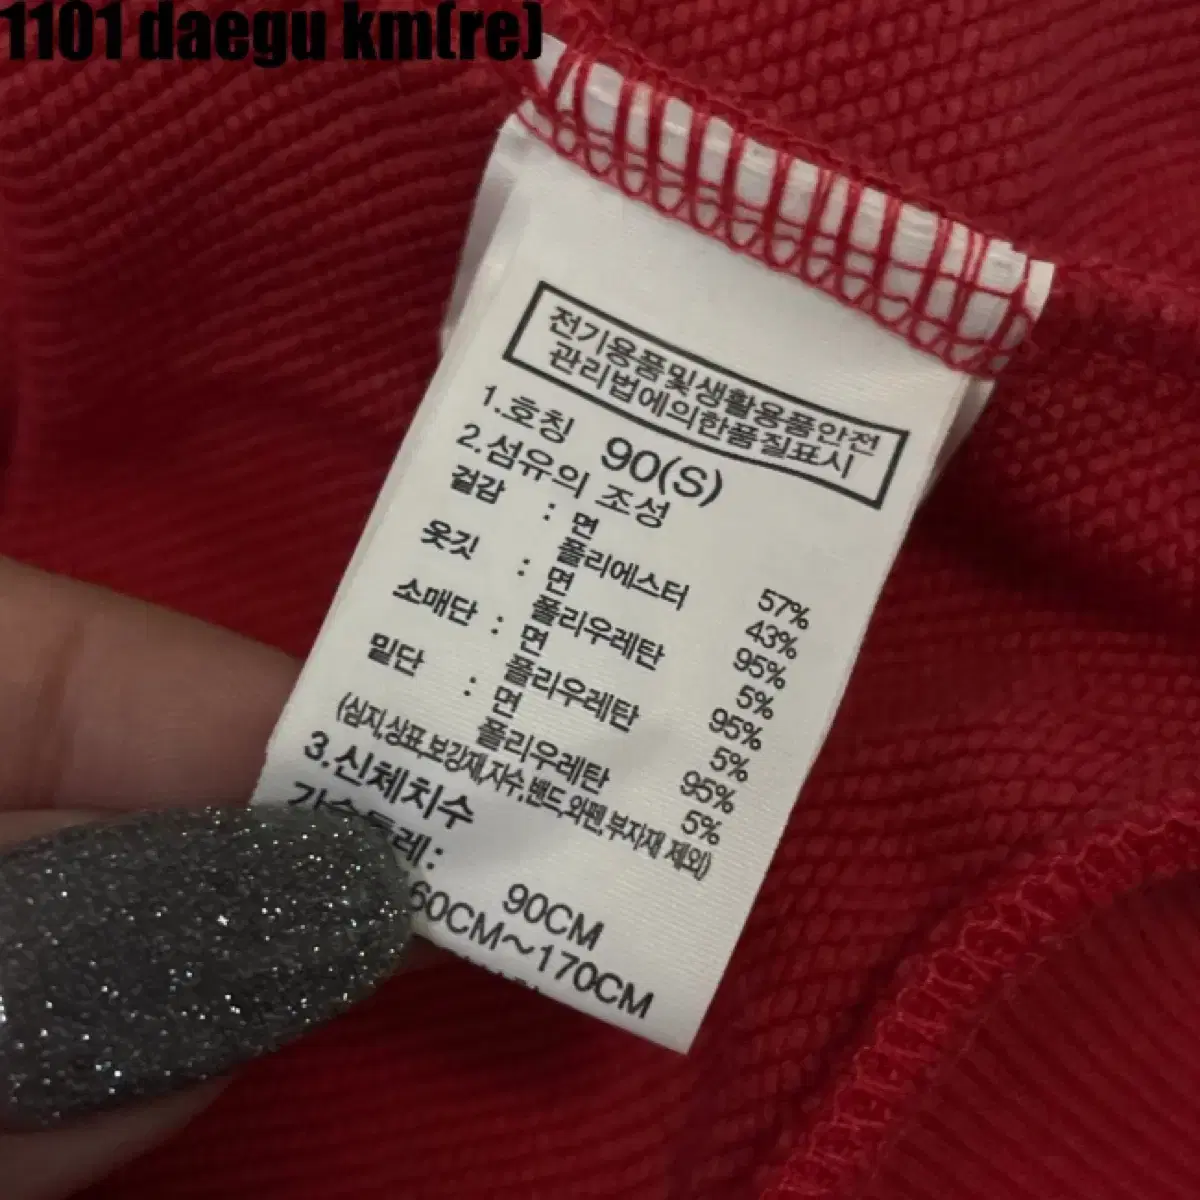 1101 daegu km(re)
전기용품및생활용품안전
관리법에의한품질표시
1.호칭 90(S)
2.섬유의 조성
겉감 : 면 57%
폴리에스터 43%
옷깃 : 면 95%
폴리우레탄 5%
소매단 : 면 95%
폴리우레탄 5%
밑단 : 면 95%
폴리우레탄 5%
(심지,상표,보강재,자수,밴드,와펜,부자재 제외)
3.신체치수
가슴둘레: 90CM
60CM~170CM